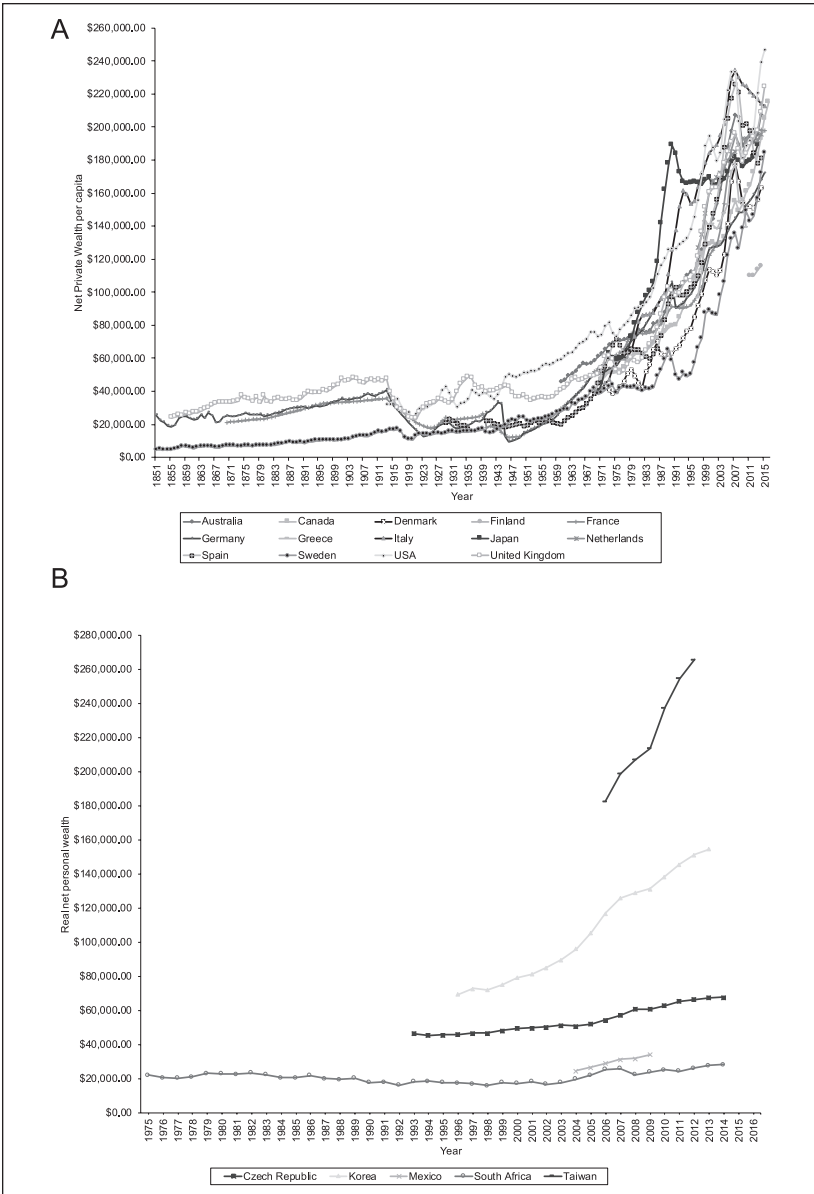 A
$260,000.00
$240,000.00
$220,000.00
$200,000.00
$180,000.00
$160,000.00
$140,000.00
$120,000.00
$100,000.00
$80,000.00
$60,000.00
$40,000.00
$20,000.00
$0.00
Net Private Wealth per capita
1851 1855 1859 1863 1867 1871 1875 1879 1883 1887 1891 1895 1899 1903 1907 1911 1915 1919 1923 1927 1931 1935 1939 1943 1947 1951 1955 1959 1963 1967 1971 1975 1979 1983 1987 1991 1995 1999 2003 2007 2011 2015
Year
Australia Canada Denmark Finland France
Germany Greece Italy Japan Netherlands
Spain Sweden USA United Kingdom
B
$280,000.00
$260,000.00
$240,000.00
$220,000.00
$200,000.00
$180,000.00
$160,000.00
$140,000.00
$120,000.00
$100,000.00
$80,000.00
$60,000.00
$40,000.00
$20,000.00
$0.00
Real net personal wealth
1975 1976 1977 1978 1979 1980 1981 1982 1983 1984 1985 1986 1987 1988 1989 1990 1991 1992 1993 1994 1995 1996 1997 1998 1999 2000 2001 2002 2003 2004 2005 2006 2007 2008 2009 2010 2011 2012 2013 2014 2015 2016
Year
Czech Republic Korea Mexico South Africa Taiwan